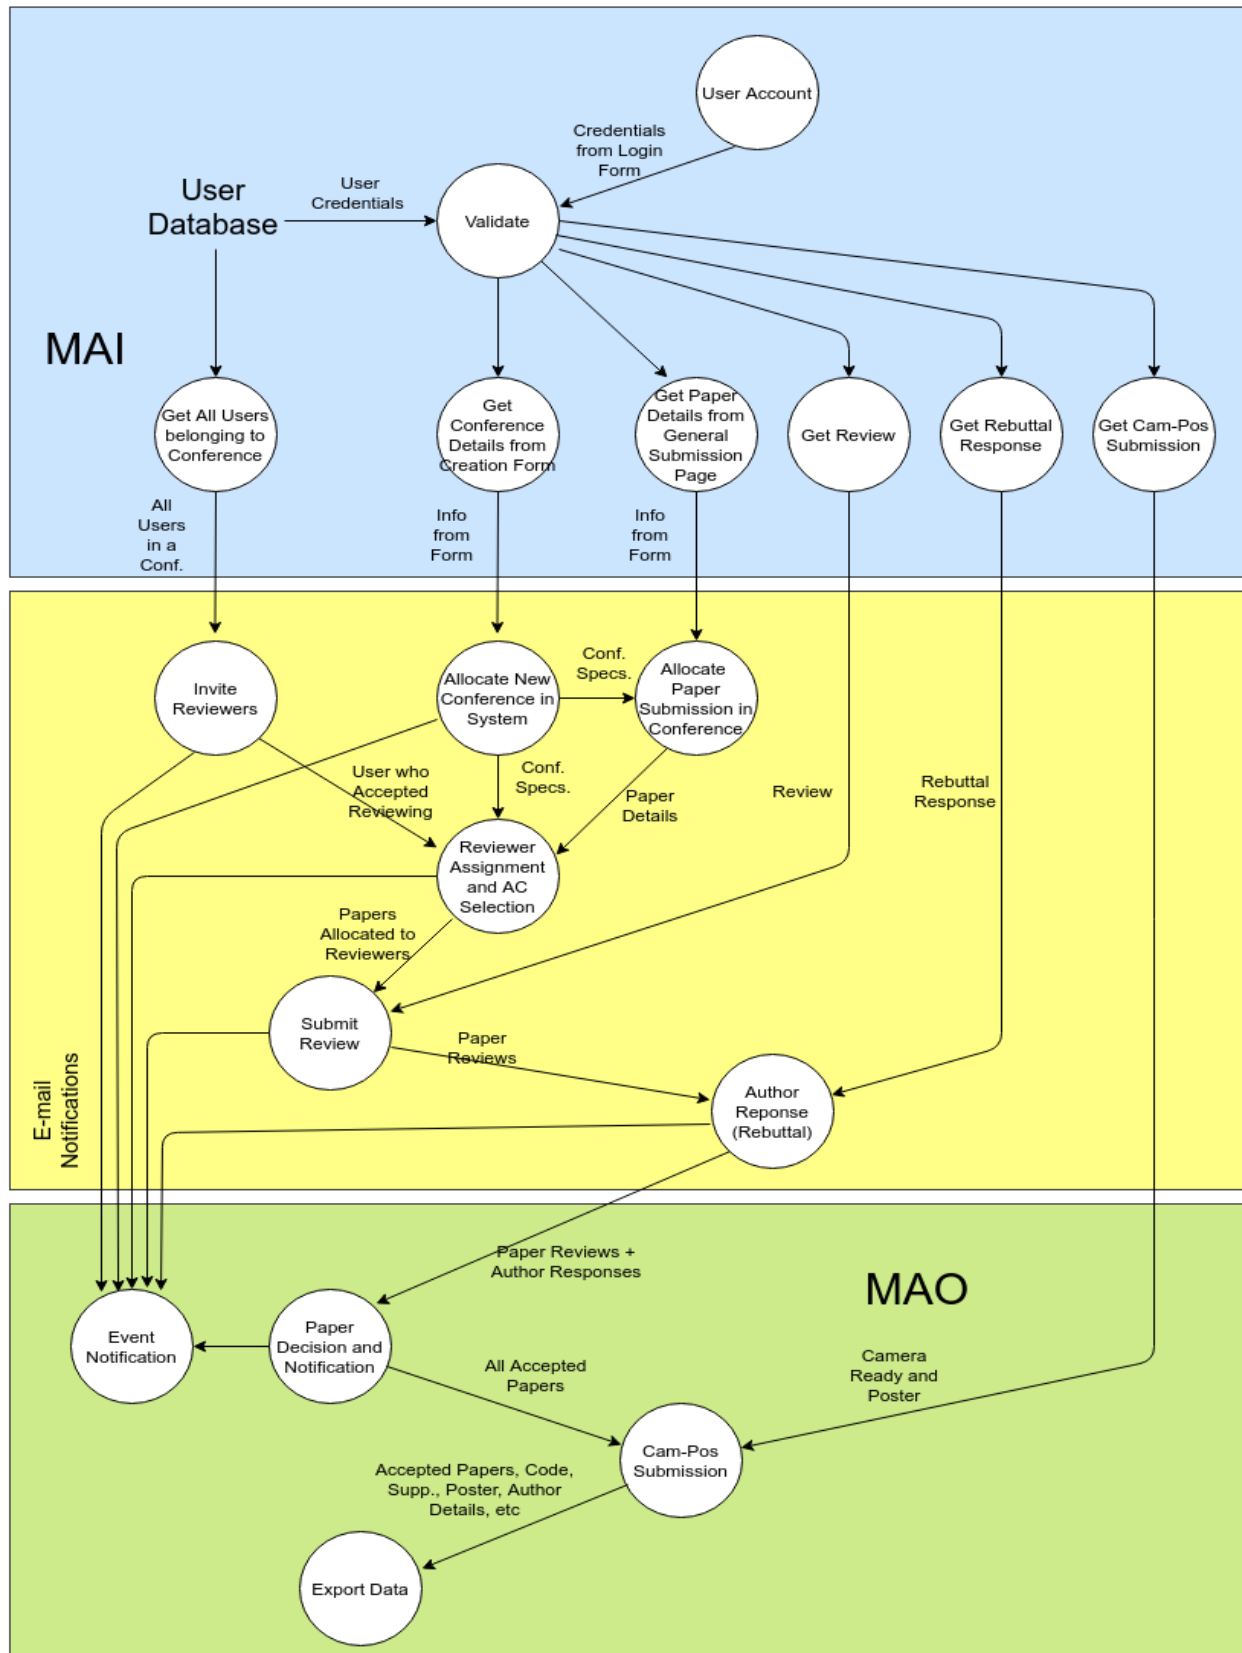 User Account
Credentials
from Login
Form
User
Credentials
User
Database
Validate
MAI
Get All Users
belonging to
Conference
Get
Conference
Details from
Creation Form
Get Paper
Details from
General
Submission
Page
Get Review
Get Rebuttal
Response
Get Cam-Pos
Submission
All
Users
in a
Conf.
Info
from
Form
Info
from
Form
Invite
Reviewers
Allocate New
Conference in
System
Conf.
Specs.
Allocate
Paper
Submission in
Conference
User who
Accepted
Reviewing
Conf.
Specs.
Paper
Details
Review
Rebuttal
Response
Reviewer
Assignment
and AC
Selection
Papers
Allocated to
Reviewers
Submit
Review
Paper
Reviews
E-mail
Notifications
Author
Reponse
(Rebuttal)
Paper Reviews +
Author Responses
MAO
Event
Notification
Paper
Decision and
Notification
All Accepted
Papers
Camera
Ready and
Poster
Cam-Pos
Submission
Accepted Papers, Code,
Supp., Poster, Author
Details, etc
Export Data